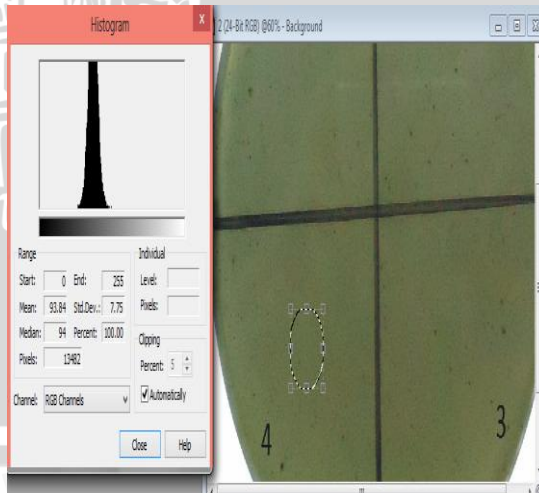 Histogram
x
2 (24-Bit RGB) @60% - Background
Range
Start: 0 End: 255
Mean: 93.84 Std.Dev.: 7.75
Median: 94 Percent: 100.00
Pixels: 13482
Individual
Level:
Pixels:
Clipping
Percent: 5
Automatically
Channel: RGB Channels
Close Help
4
3